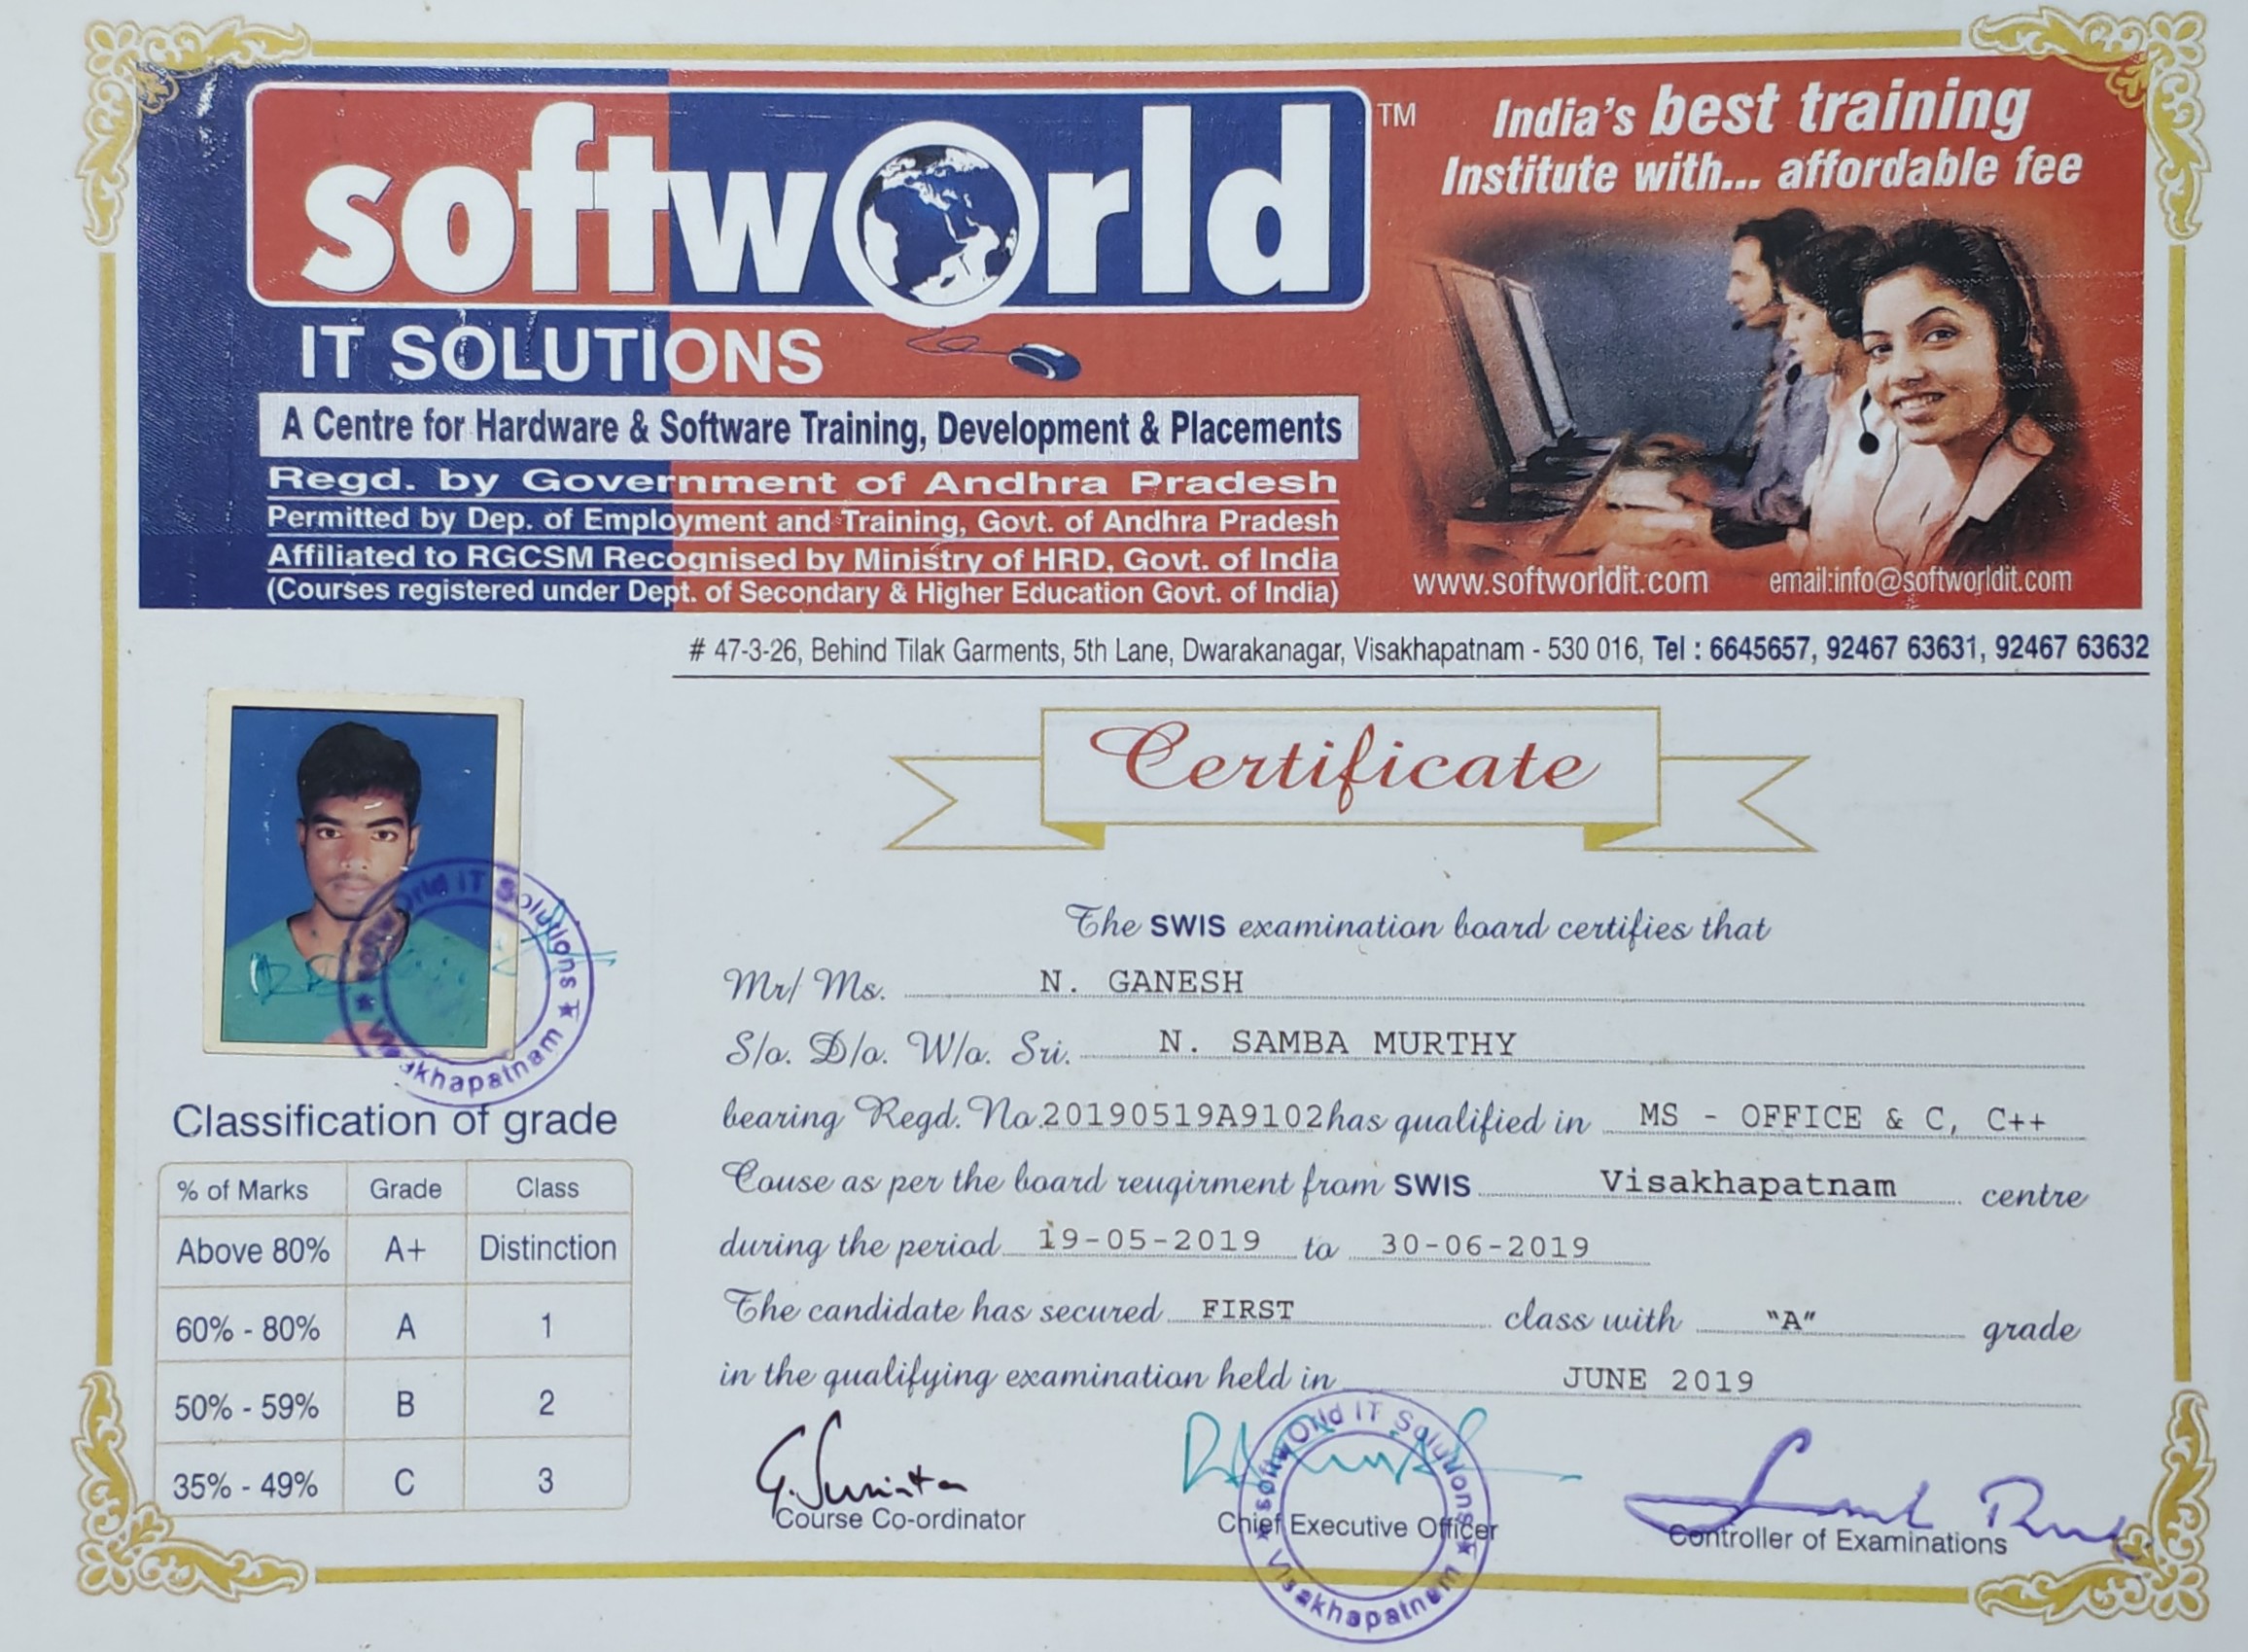 softworld TM
India's best training
Institute with... affordable fee
IT SOLUTIONS
A Centre for Hardware & Software Training, Development & Placements
Regd. by Government of Andhra Pradesh
Permitted by Dep. of Employment and Training, Govt. of Andhra Pradesh
Affiliated to RGCSM Recognised by Ministry of HRD, Govt. of India
(Courses registered under Dept. of Secondary & Higher Education Govt. of India)
www.softworldit.com email:info@softworldit.com
# 47-3-26, Behind Tilak Garments, 5th Lane, Dwarakanagar, Visakhapatnam - 530 016, Tel : 6645657, 92467 63631, 92467 63632
Certificate
The SWIS examination board certifies that
Mr/ Ms. N. GANESH
S/o. D/o. W/o. Sri. N. SAMBA MURTHY
bearing Regd. No. 20190519A9102 has qualified in MS - OFFICE & C, C++
Couse as per the board reuqirment from SWIS Visakhapatnam centre
during the period 19-05-2019 to 30-06-2019
The candidate has secured FIRST class with "A" grade
in the qualifying examination held in JUNE 2019
Classification of grade
% of Marks Grade Class
Above 80% A+ Distinction
60% - 80% A 1
50% - 59% B 2
35% - 49% C 3
G. Sunita
Course Co-ordinator
Chief Executive Officer
Controller of Examinations
softwOrld IT Solutions
Visakhapatnam
World IT Solutions
Visakhapatnam